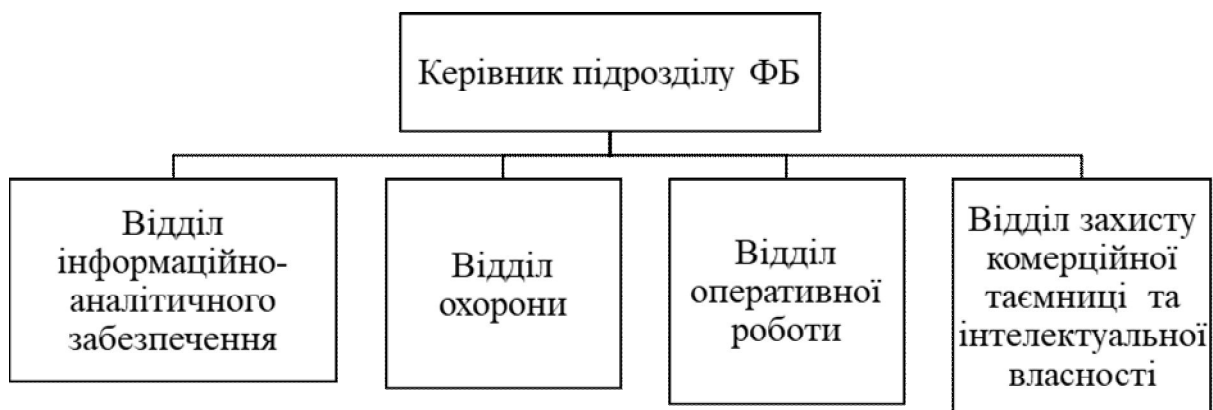 Керівник підрозділу ФБ
Відділ
інформаційно-
аналітичного
забезпечення
Відділ
охорони
Відділ
оперативної
роботи
Відділ захисту
комерційної
таємниці та
інтелектуальної
власності